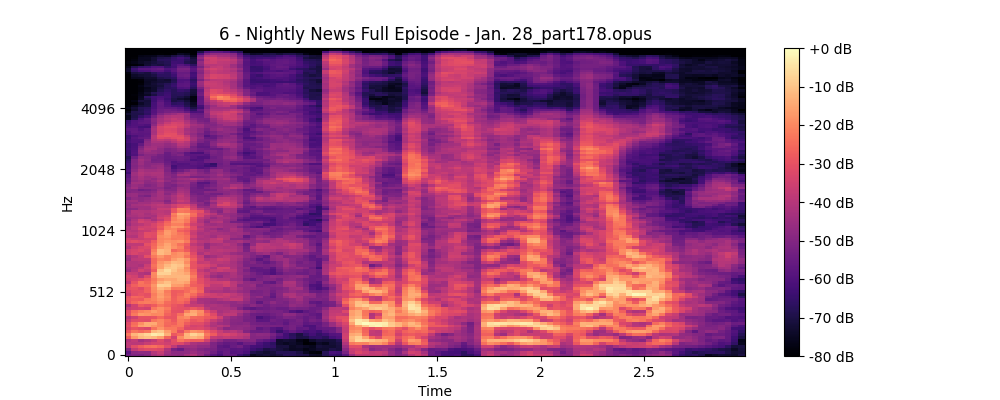 6 - Nightly News Full Episode - Jan. 28_part178.opus
Hz
4096
2048
1024
512
0
0
0.5
1
1.5
2
2.5
Time
+0 dB
-10 dB
-20 dB
-30 dB
-40 dB
-50 dB
-60 dB
-70 dB
-80 dB